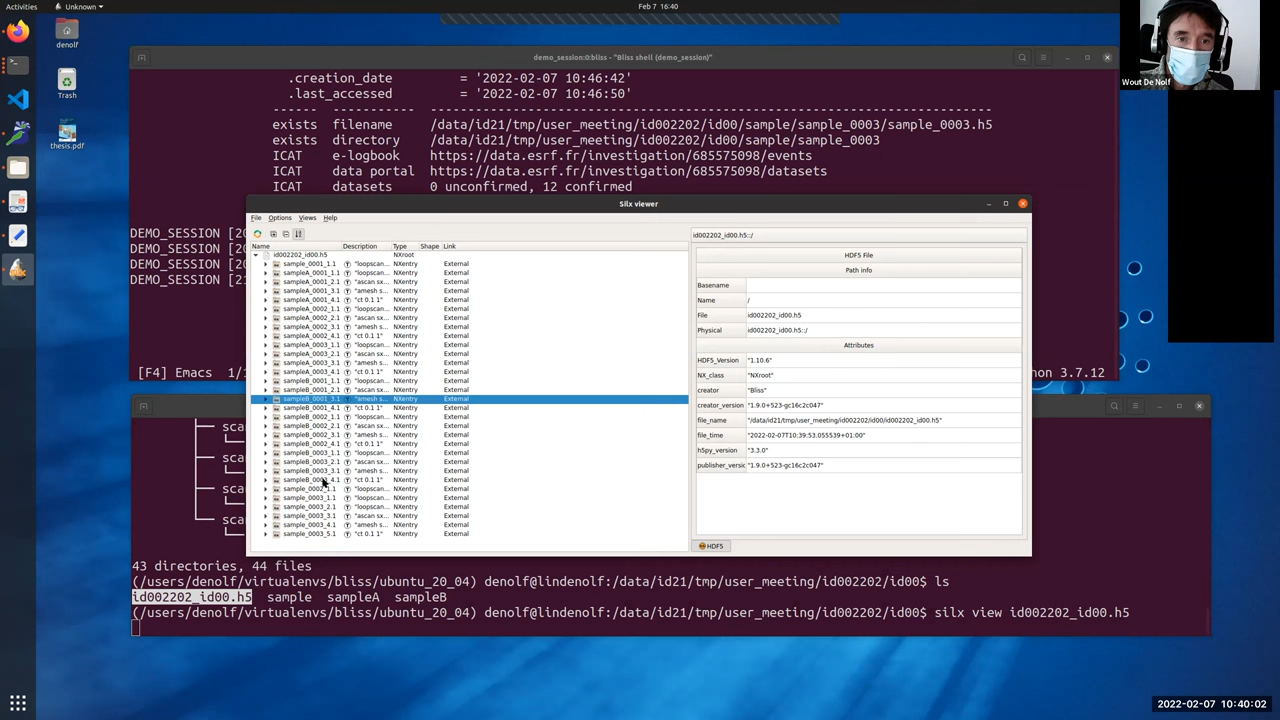 Activities
Unknown
Feb 7 16:40
denolf
Trash
thesis.pdf
Wout De Nolf
demo_session:0:bliss - "Bliss shell (demo_session)"
.creation_date = '2022-02-07 10:46:42'
.last_accessed = '2022-02-07 10:46:50'
exists filename /data/id21/tmp/user_meeting/id002202/id00/sample/sample_0003/sample_0003.h5
exists directory /data/id21/tmp/user_meeting/id002202/id00/sample/sample_0003
ICAT e-logbook https://data.esrf.fr/investigation/685575098/events
ICAT data portal https://data.esrf.fr/investigation/685575098/datasets
ICAT datasets 0 unconfirmed, 12 confirmed
DEMO_SESSION [2
DEMO_SESSION [2
DEMO_SESSION [2
DEMO_SESSION [2
[F4] Emacs 1/1
on 3.7.12
Silx viewer
File Options Views Help
Name Description Type Shape Link
id002202_id00.h5 NXroot
sample_0001_1.1 "loopscan... NXentry External
sampleA_0001_1.1 "loopscan... NXentry External
sampleA_0001_2.1 "ascan sx... NXentry External
sampleA_0001_3.1 "amesh s... NXentry External
sampleA_0001_4.1 "ct 0.1 1" NXentry External
sampleA_0002_1.1 "loopscan... NXentry External
sampleA_0002_2.1 "ascan sx... NXentry External
sampleA_0002_3.1 "amesh s... NXentry External
sampleA_0002_4.1 "ct 0.1 1" NXentry External
sampleA_0003_1.1 "loopscan... NXentry External
sampleA_0003_2.1 "ascan sx... NXentry External
sampleA_0003_3.1 "amesh s... NXentry External
sampleA_0003_4.1 "ct 0.1 1" NXentry External
sampleB_0001_1.1 "loopscan... NXentry External
sampleB_0001_2.1 "ascan sx... NXentry External
sampleB_0001_3.1 "amesh s... NXentry External
sampleB_0001_4.1 "ct 0.1 1" NXentry External
sampleB_0002_1.1 "loopscan... NXentry External
sampleB_0002_2.1 "ascan sx... NXentry External
sampleB_0002_3.1 "amesh s... NXentry External
sampleB_0002_4.1 "ct 0.1 1" NXentry External
sampleB_0003_1.1 "loopscan... NXentry External
sampleB_0003_2.1 "ascan sx... NXentry External
sampleB_0003_3.1 "amesh s... NXentry External
"ct 0.1 1" NXentry External
"loopscan... NXentry External
sample_0003_1.1 "loopscan... NXentry External
sample_0003_2.1 "loopscan... NXentry External
sample_0003_3.1 "ascan sx... NXentry External
sample_0003_4.1 "amesh s... NXentry External
sample_0003_5.1 "ct 0.1 1" NXentry External
id002202_id00.h5::/
HDF5 File
Path info
Basename
Name /
File id002202_id00.h5
Physical id002202_id00.h5::/
Attributes
HDF5_Version "1.10.6"
NX_class "NXroot"
creator "Bliss"
creator_version "1.9.0+523-gc16c2c047"
file_name "/data/id21/tmp/user_meeting/id002202/id00/id002202_id00.h5"
file_time "2022-02-07T10:39:53.055539+01:00"
h5py_version "3.3.0"
publisher_versic "1.9.0+523-gc16c2c047"
HDF5
sca
sca
sca
sca
43 directories, 44 files
(/users/denolf/virtualenvs/bliss/ubuntu_20_04) denolf@lindenolf:/data/id21/tmp/user_meeting/id002202/id00$ ls
id002202_id00.h5 sample sampleA sampleB
(/users/denolf/virtualenvs/bliss/ubuntu_20_04) denolf@lindenolf:/data/id21/tmp/user_meeting/id002202/id00$ silx view id002202_id00.h5
2022-02-07 10:40:02